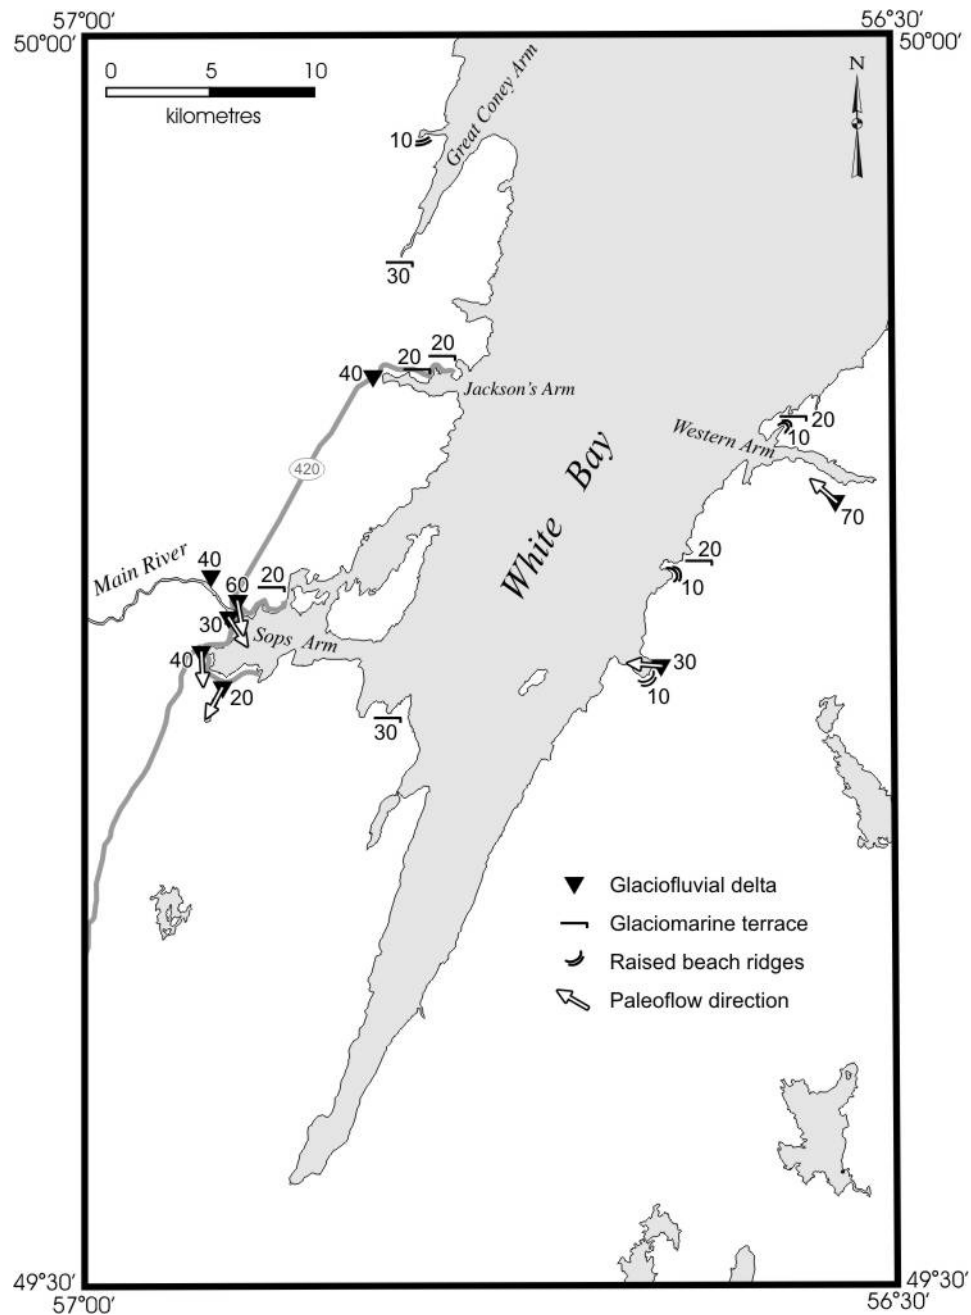 57°00'
56°30'
50°00'
50°00'
0 5 10
kilometres
N
Great Coney Arm
10
30
20
20
40
Jackson's Arm
20
10
Western Arm
420
White Bay
70
40
Main River
60
20
20
10
30
Sops Arm
40
30
20
10
30
Glaciofluvial delta
Glaciomarine terrace
Raised beach ridges
Paleoflow direction
49°30'
49°30'
57°00'
56°30'